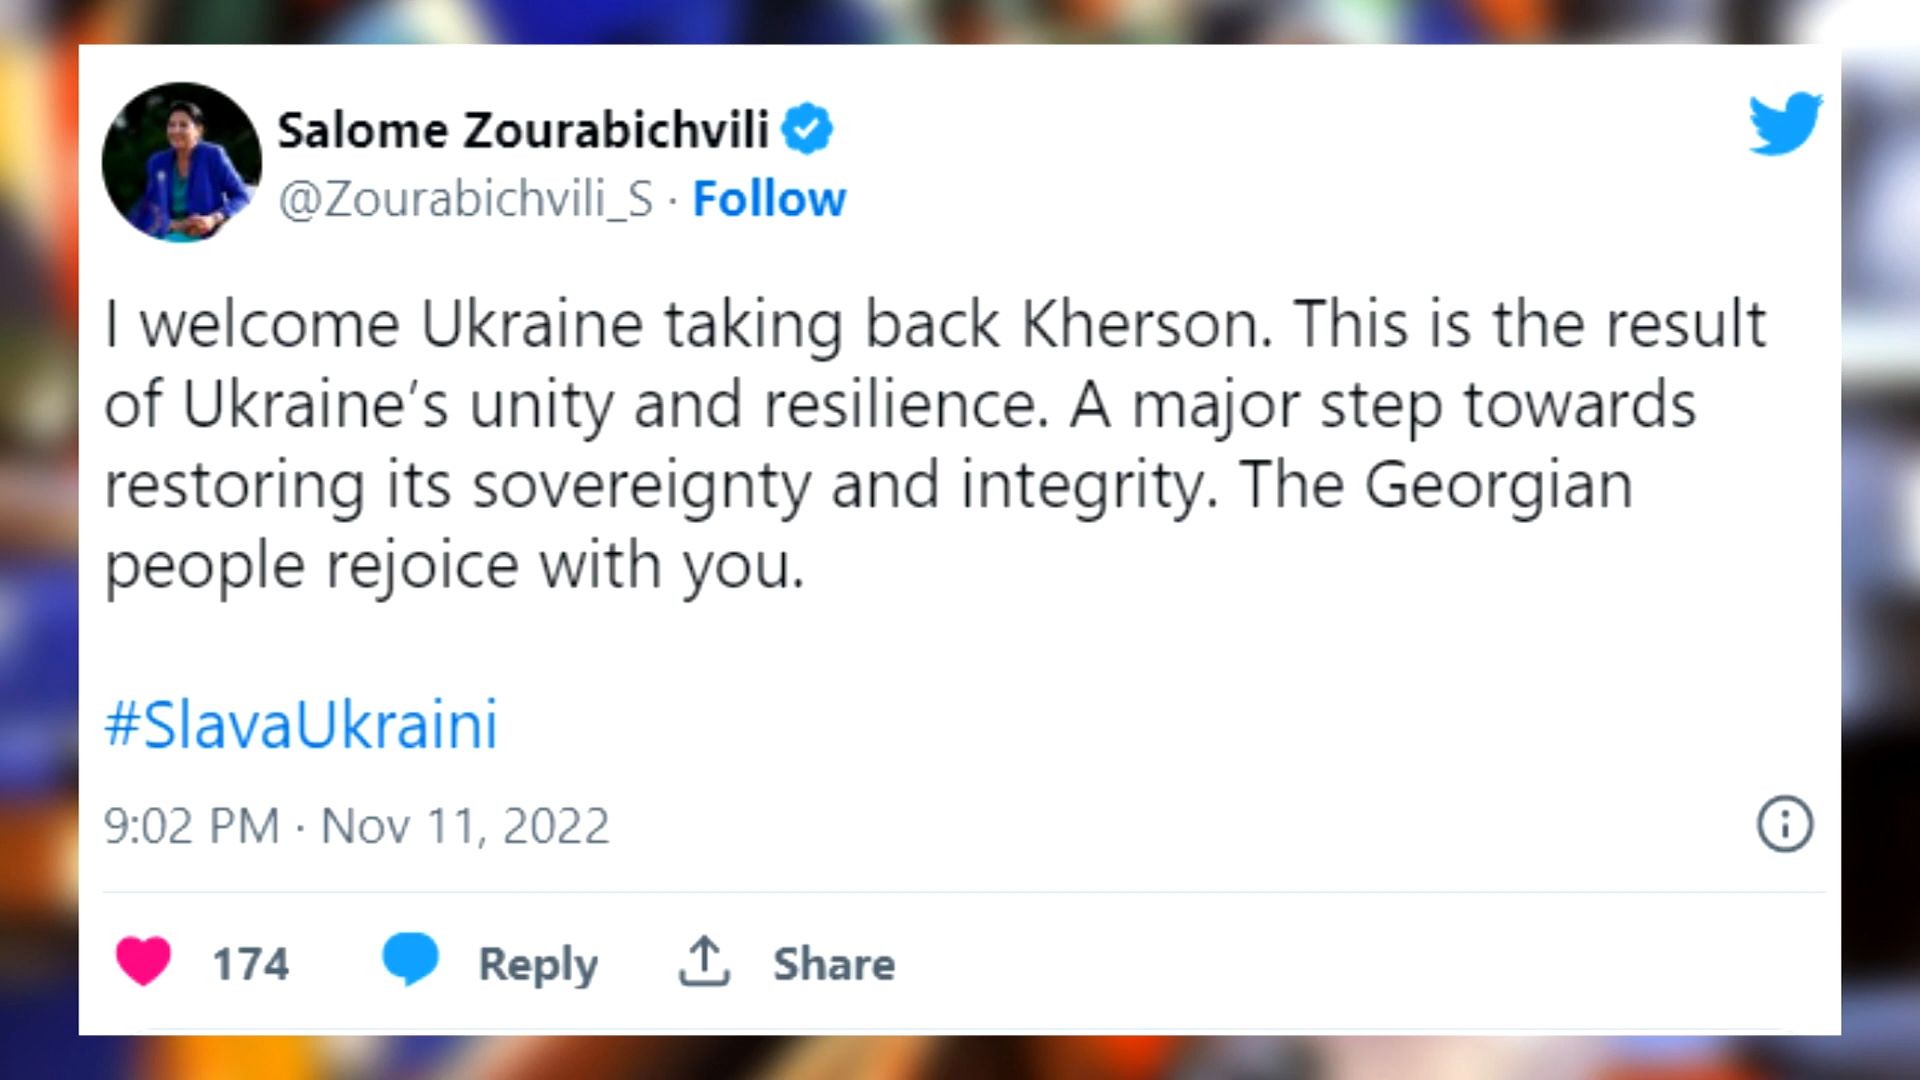 Salome Zourabichvili
@Zourabichvili_S · Follow
I welcome Ukraine taking back Kherson. This is the result
of Ukraine’s unity and resilience. A major step towards
restoring its sovereignty and integrity. The Georgian
people rejoice with you.
#SlavaUkraini
9:02 PM · Nov 11, 2022
174 Reply Share